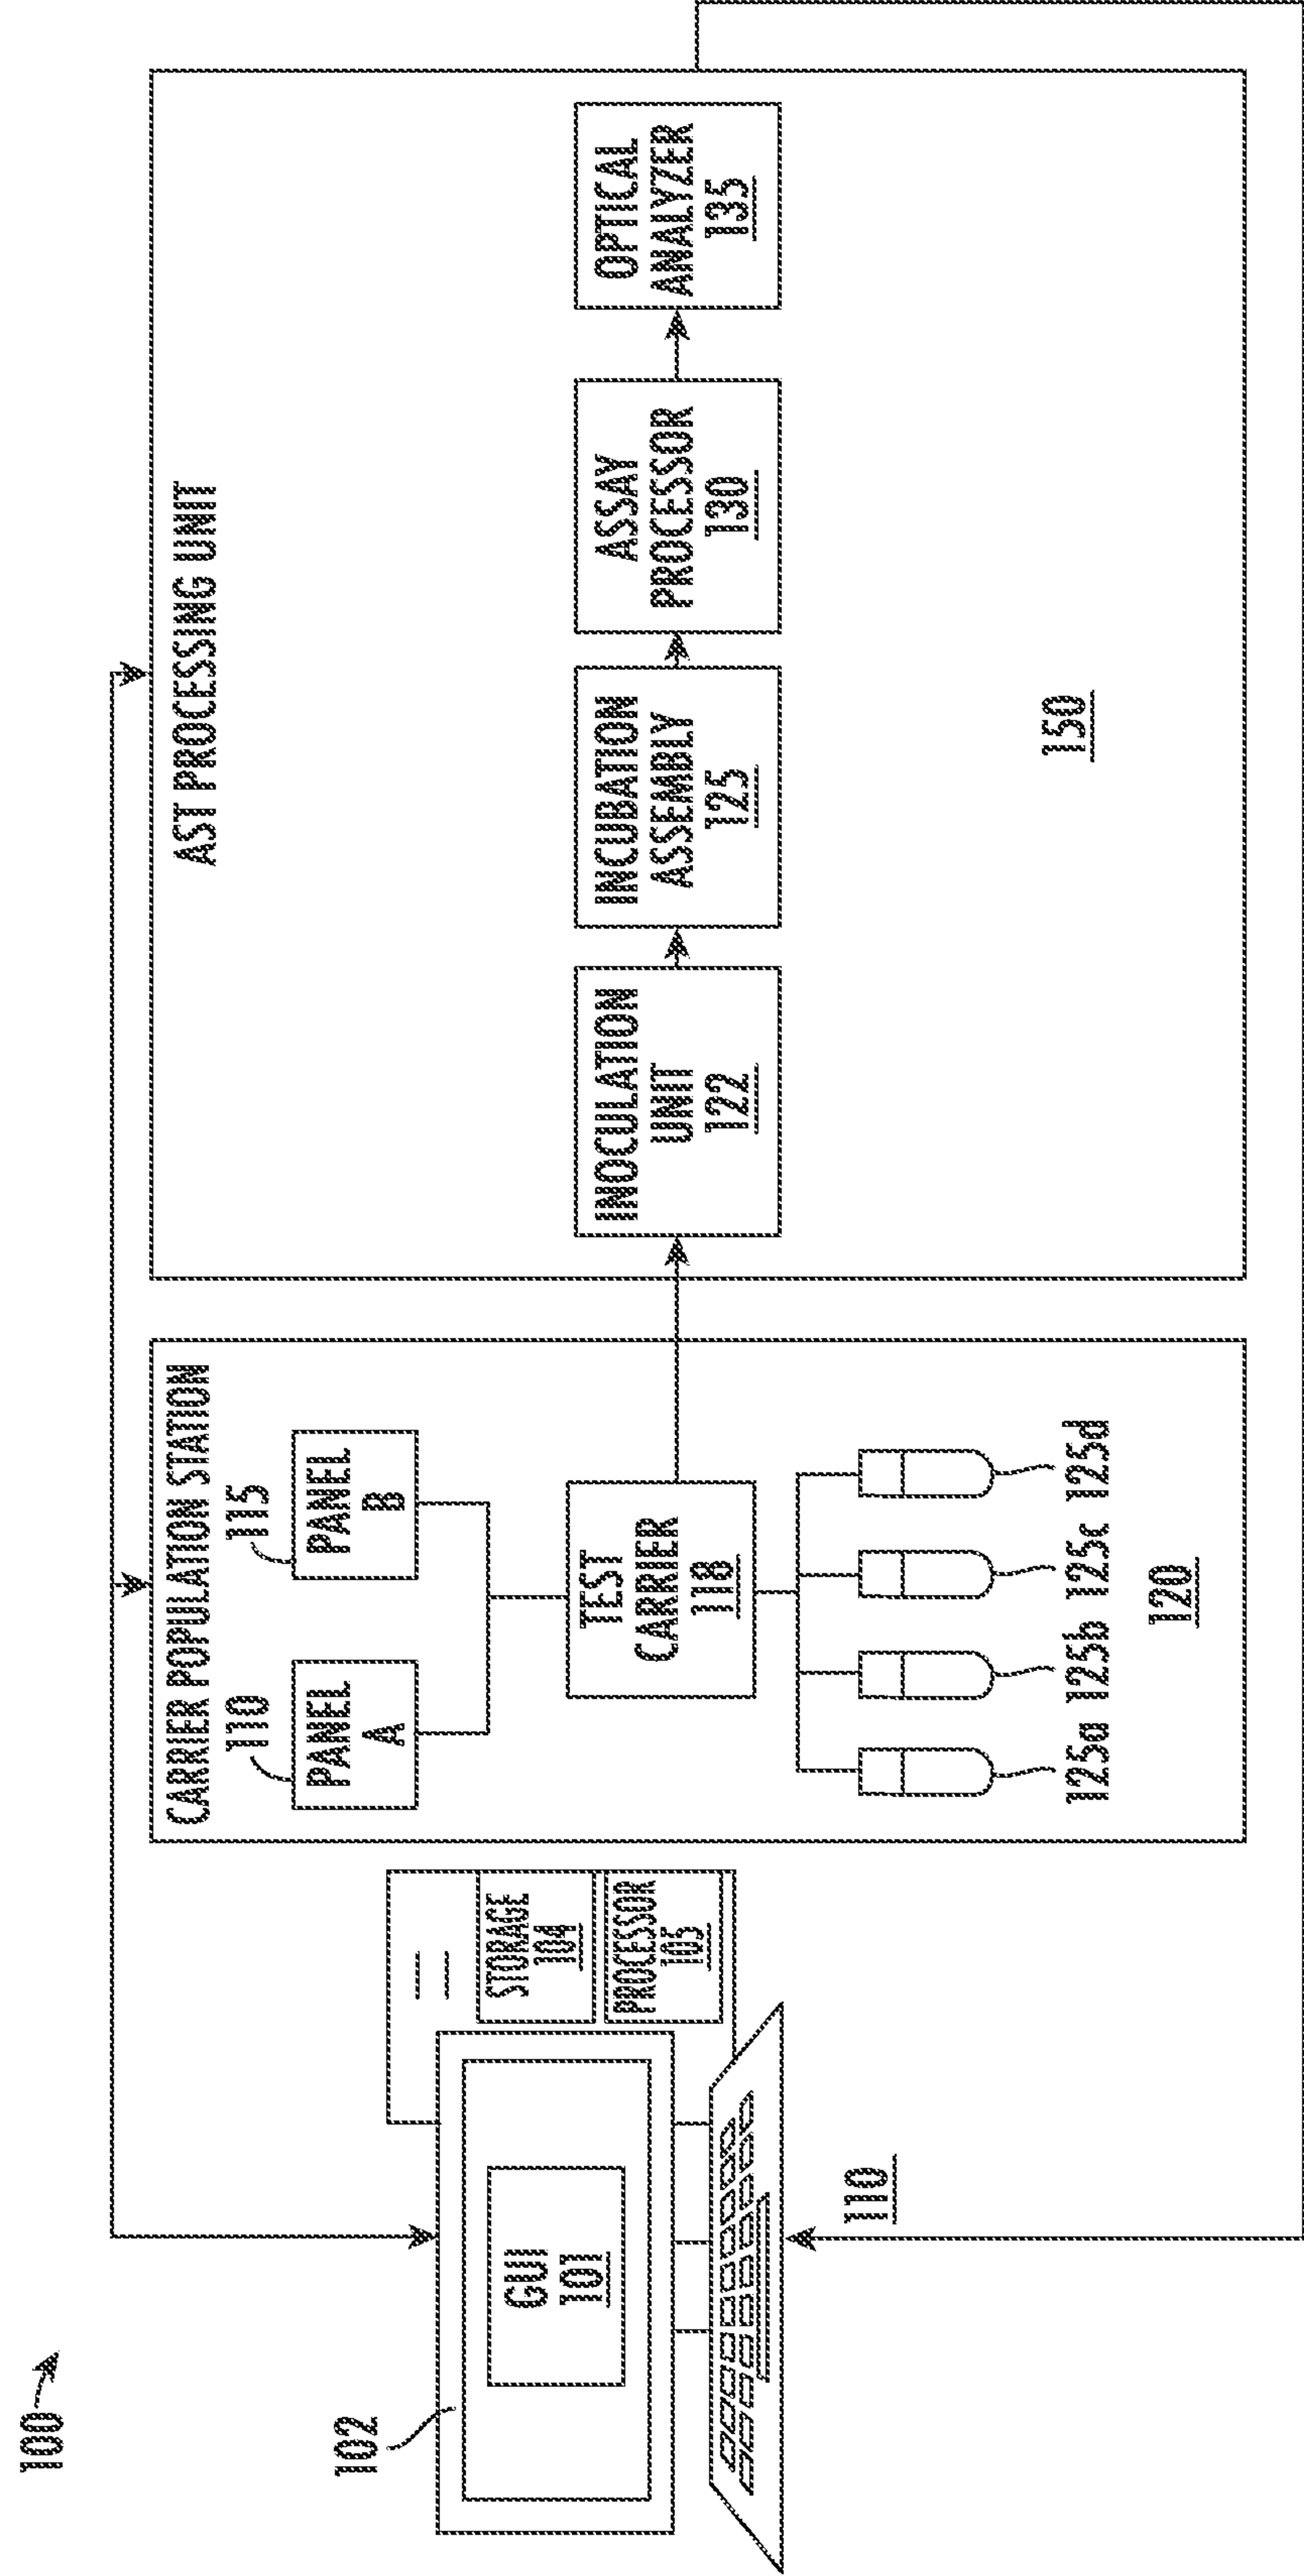 100
102
GUI
101
110
STORAGE
104
PROCESSOR
105
CARRIER POPULATION STATION
110
PANEL
A
115
PANEL
B
TEST
CARRIER
118
125a 125b 125c 125d
120
AST PROCESSING UNIT
INOCULATION
UNIT
122
INCUBATION
ASSEMBLY
125
ASSAY
PROCESSOR
130
OPTICAL
ANALYZER
135
150